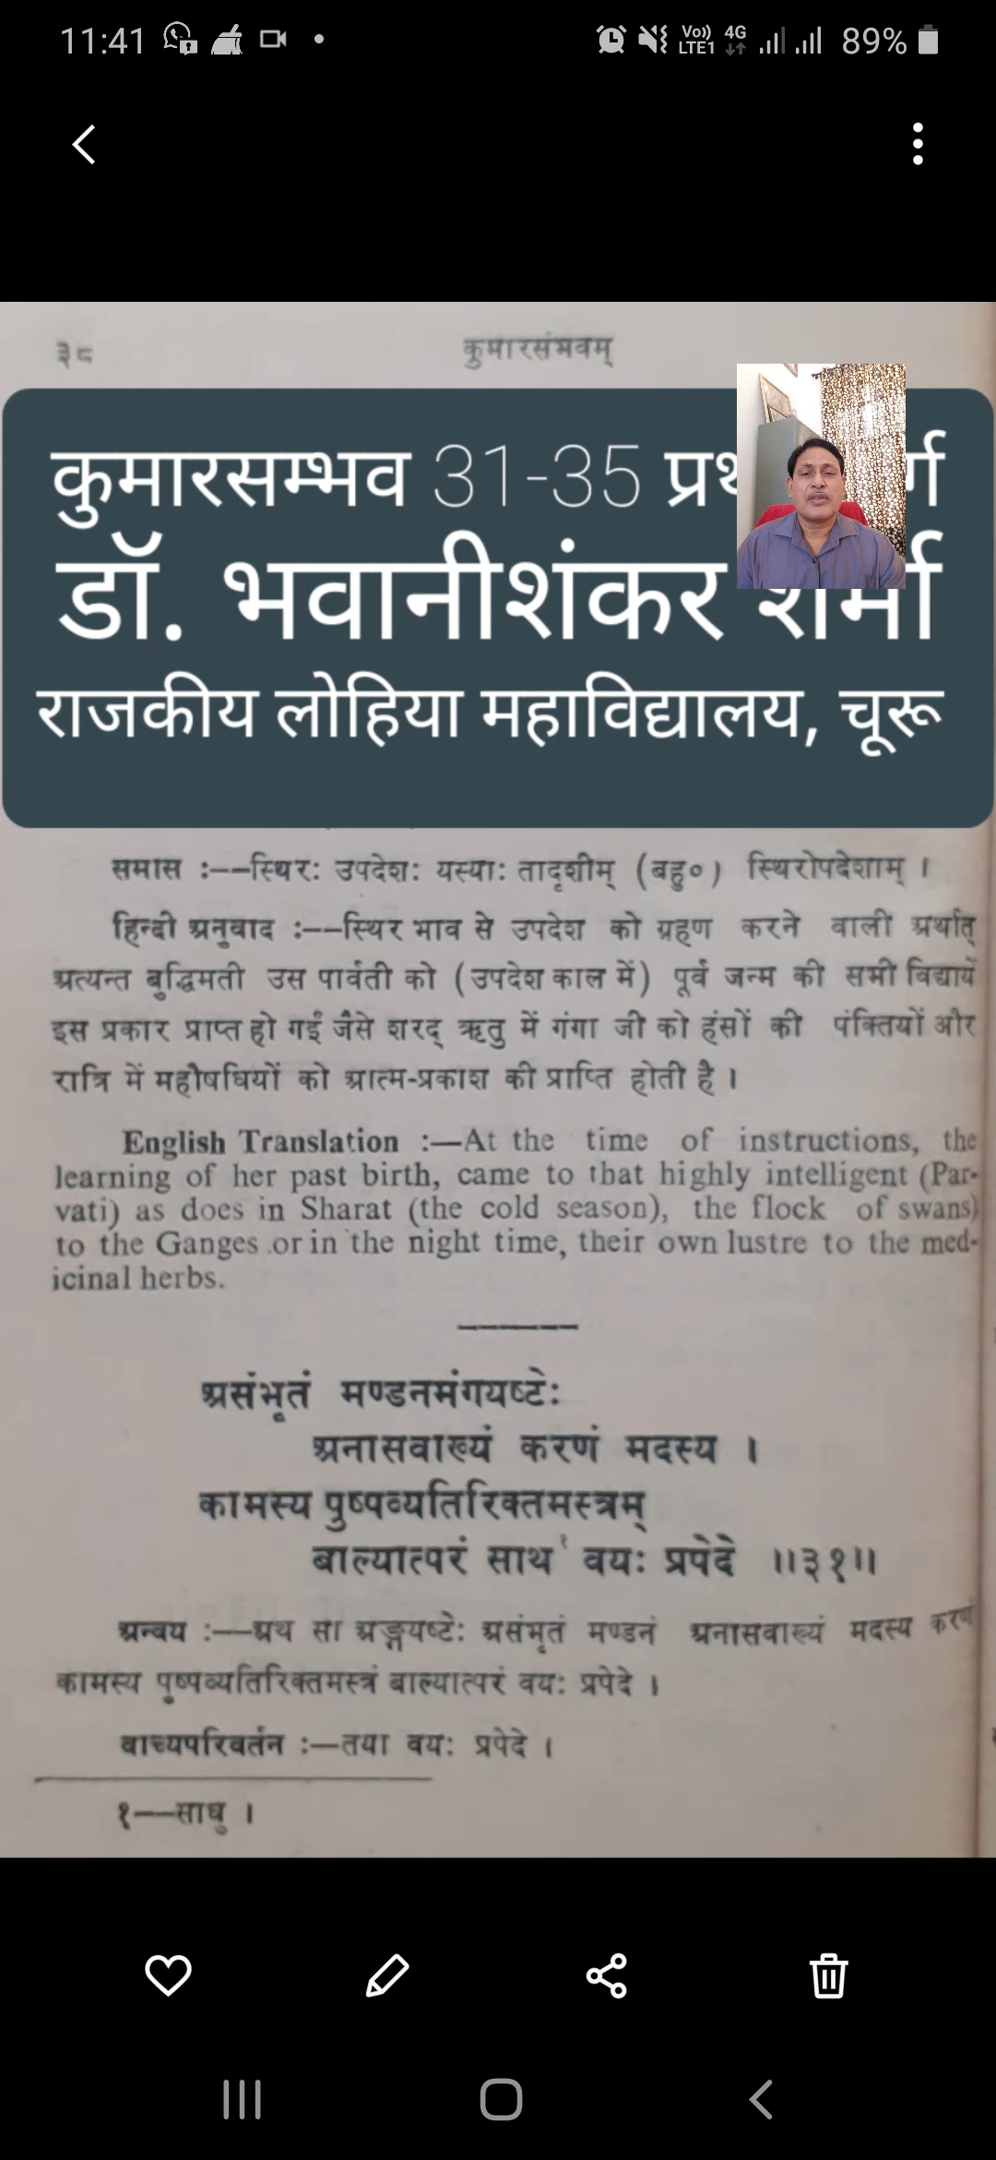 11:41
Vo)) LTE1 4G 89%
३८ कुमारसंभवम्
कुमारसम्भव 31-35
डॉ. भवानीशंकर शर्मा
राजकीय लोहिया महाविद्यालय, चूरू
समास :--स्थिरः उपदेशः यस्याः तादृशीम् (बहु०) स्थिरोपदेशाम् ।
हिन्दी अनुवाद :--स्थिर भाव से उपदेश को ग्रहण करने वाली अर्थात्
अत्यन्त बुद्धिमती उस पार्वती को (उपदेश काल में) पूर्व जन्म की सभी विद्यायें
इस प्रकार प्राप्त हो गईं जैसे शरद् ऋतु में गंगा जी को हंसों की पंक्तियों और
रात्रि में महौषधियों को आत्म-प्रकाश की प्राप्ति होती है ।
English Translation :—At the time of instructions, the
learning of her past birth, came to that highly intelligent (Par-
vati) as does in Sharat (the cold season), the flock of swans)
to the Ganges or in the night time, their own lustre to the med-
icinal herbs.
असंभृतं मण्डनमंगयष्टेः
अनासवाख्यं करणं मदस्य ।
कामस्य पुष्पव्यतिरिक्तमस्त्रम्
बाल्यात्परं साथ१ वयः प्रपेदे ॥३१॥
अन्वय :—अथ सा अङ्गयष्टेः असंभृतं मण्डनं अनासवाख्यं मदस्य करणं
कामस्य पुष्पव्यतिरिक्तमस्त्रं बाल्यात्परं वयः प्रपेदे ।
वाच्यपरिवर्तन :—तया वयः प्रपेदे ।
१—साधु ।